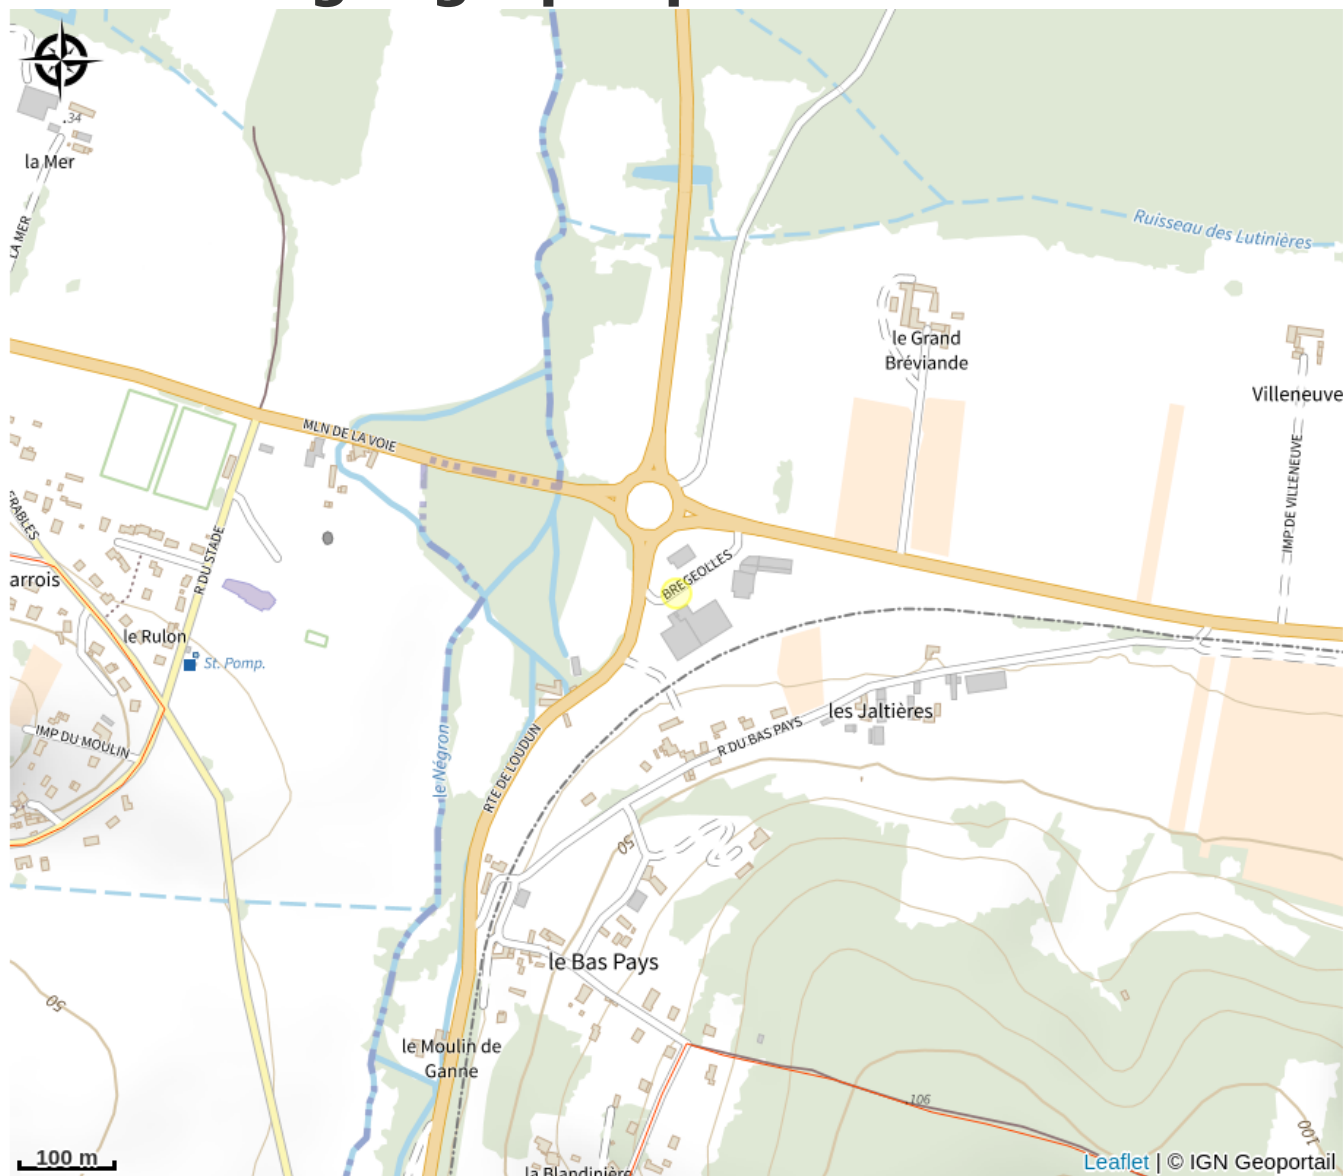 .34
la Mer
LA MER
Ruisseau des Lutinières
le Grand
Bréviande
Villeneuve
MLN DE LA VOIE
IMP DE VILLENEUVE
ERABLES
R DU STADE
BREGEOLLES
arrois
le Rulon
St. Pomp.
les Jaltières
IMP DU MOULIN
le Négron
RTE DE LOUDUN
R DU BAS PAYS
50
le Bas Pays
50
le Moulin de
Ganne
.106
100
100 m
la Blandinière
Leaflet | © IGN Geoportail